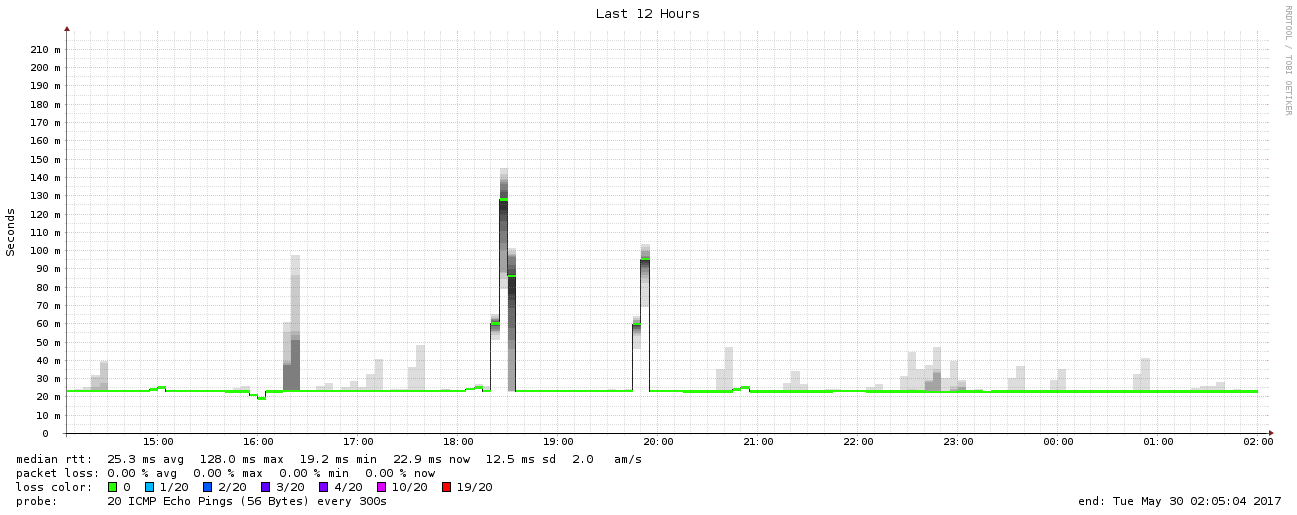 Last 12 Hours
RRDTOOL / TOBI OETIKER
Seconds
210 m
200 m
190 m
180 m
170 m
160 m
150 m
140 m
130 m
120 m
110 m
100 m
90 m
80 m
70 m
60 m
50 m
40 m
30 m
20 m
10 m
0
15:00 16:00 17:00 18:00 19:00 20:00 21:00 22:00 23:00 00:00 01:00 02:00
median rtt: 25.3 ms avg 128.0 ms max 19.2 ms min 22.9 ms now 12.5 ms sd 2.0 am/s
packet loss: 0.00 % avg 0.00 % max 0.00 % min 0.00 % now
loss color: 0 1/20 2/20 3/20 4/20 10/20 19/20
probe: 20 ICMP Echo Pings (56 Bytes) every 300s end: Tue May 30 02:05:04 2017